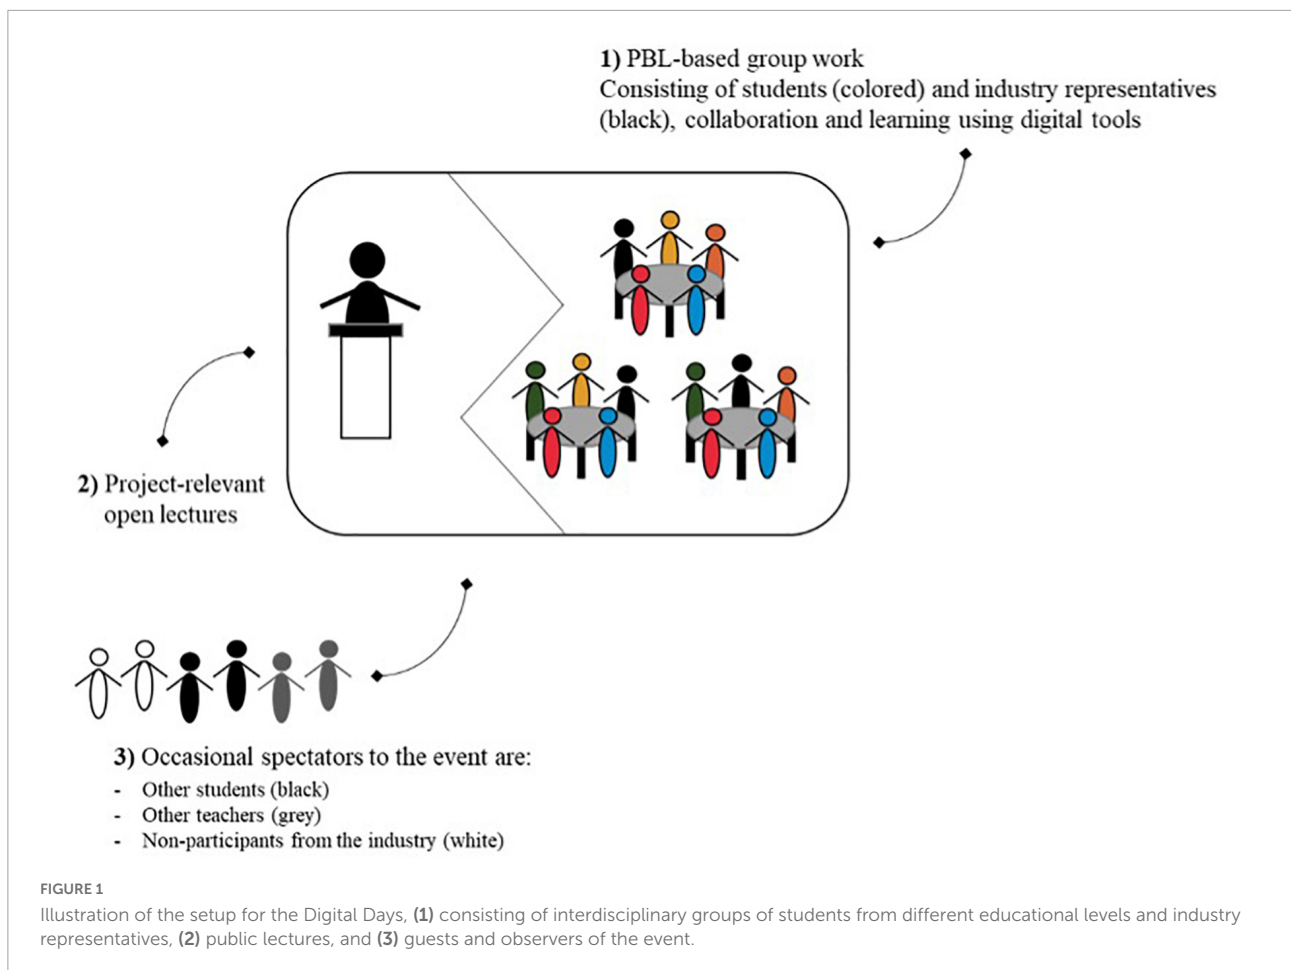 1) PBL-based group work
Consisting of students (colored) and industry representatives
(black), collaboration and learning using digital tools
2) Project-relevant
open lectures
3) Occasional spectators to the event are:
- Other students (black)
- Other teachers (grey)
- Non-participants from the industry (white)
FIGURE 1
Illustration of the setup for the Digital Days, (1) consisting of interdisciplinary groups of students from different educational levels and industry
representatives, (2) public lectures, and (3) guests and observers of the event.